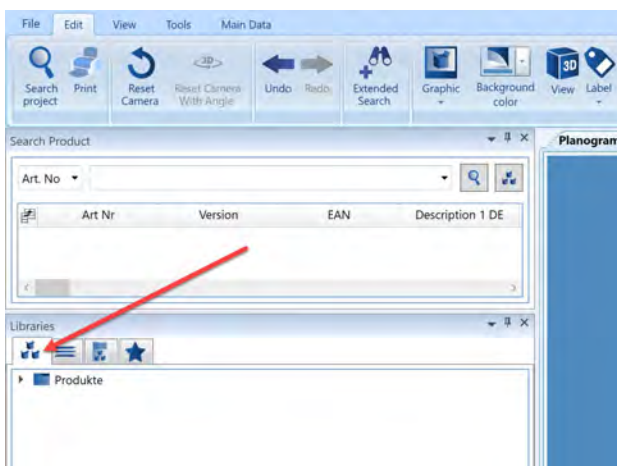 File Edit View Tools Main Data
Search project
Print
Reset Camera
3D
Reset Camera With Angle
Undo
Redo
Extended Search
Graphic
Background color
3D
View
Label
Search Product
Planogram
Art. No
Art Nr Version EAN Description 1 DE
Libraries
Produkte